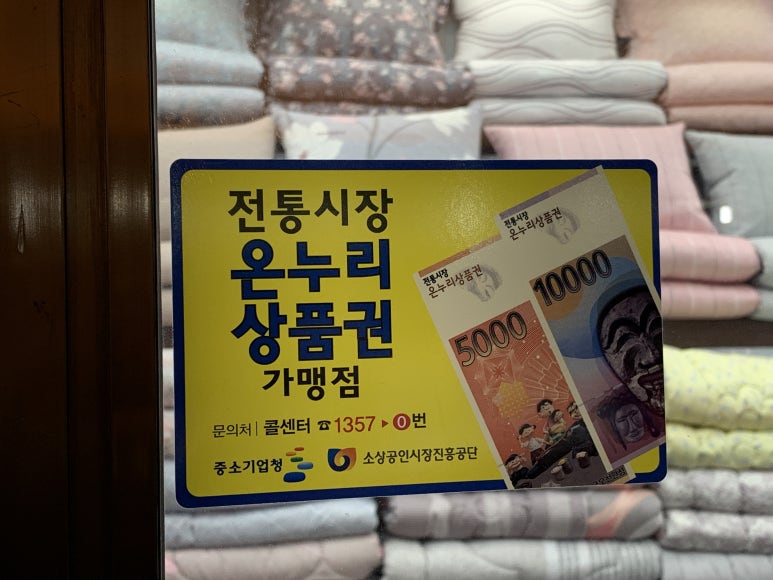 전통시장
온누리
상품권
가맹점
문의처 | 콜센터 ☎ 1357 ▶ 0번
중소기업청
소상공인시장진흥공단
전통시장
온누리상품권
5000
전통시장
온누리상품권
10000